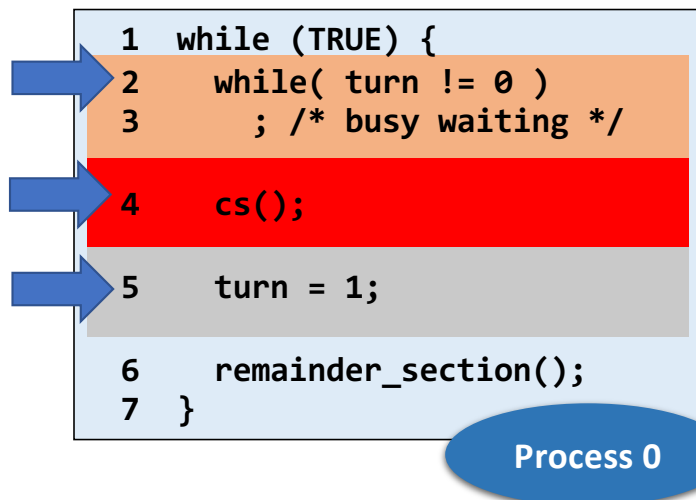 1 while (TRUE) {
2 while( turn != 0 )
3 ; /* busy waiting */
4 cs();
5 turn = 1;
6 remainder_section();
7 }
Process 0